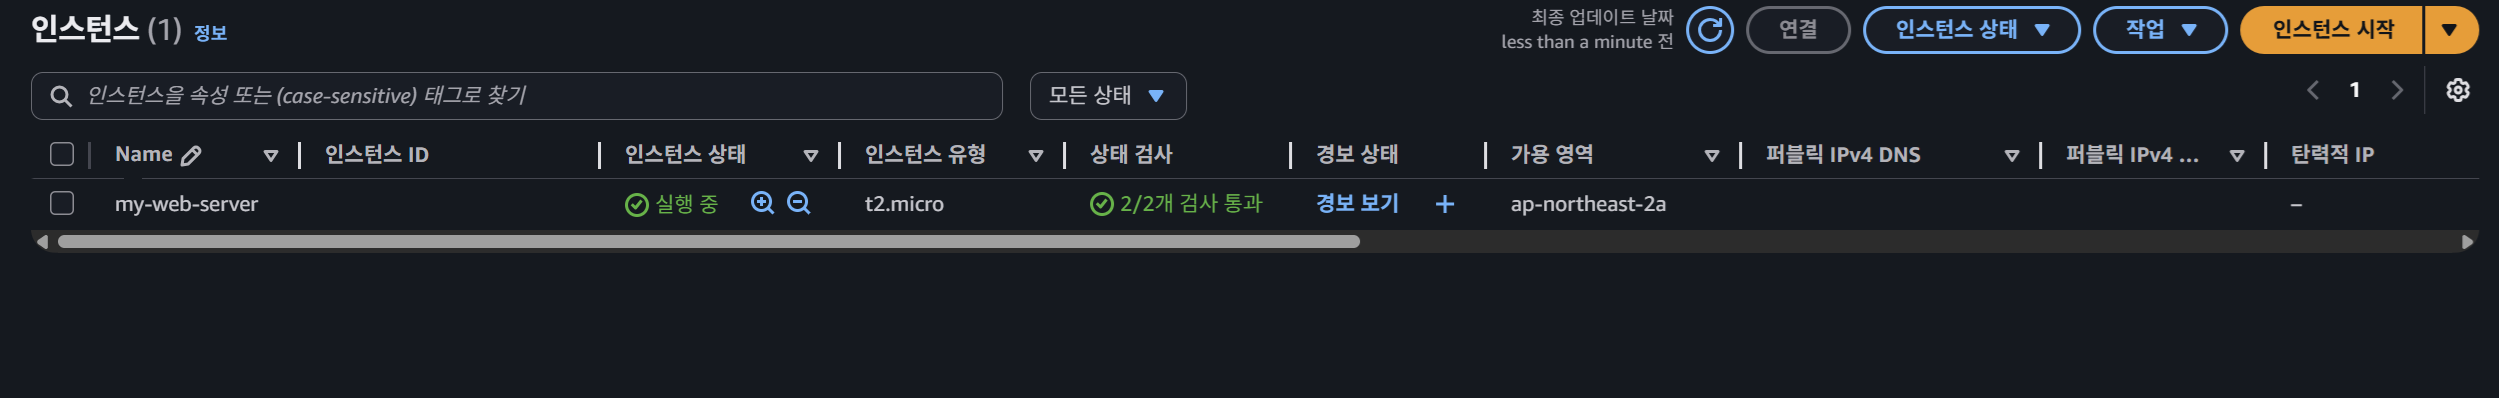 인스턴스 (1) 정보
최종 업데이트 날짜
less than a minute 전
연결
인스턴스 상태
작업
인스턴스 시작
인스턴스을 속성 또는 (case-sensitive) 태그로 찾기
모든 상태
1
Name 인스턴스 ID 인스턴스 상태 인스턴스 유형 상태 검사 경보 상태 가용 영역 퍼블릭 IPv4 DNS 퍼블릭 IPv4 ... 탄력적 IP
my-web-server 실행 중 t2.micro 2/2개 검사 통과 경보 보기 + ap-northeast-2a –